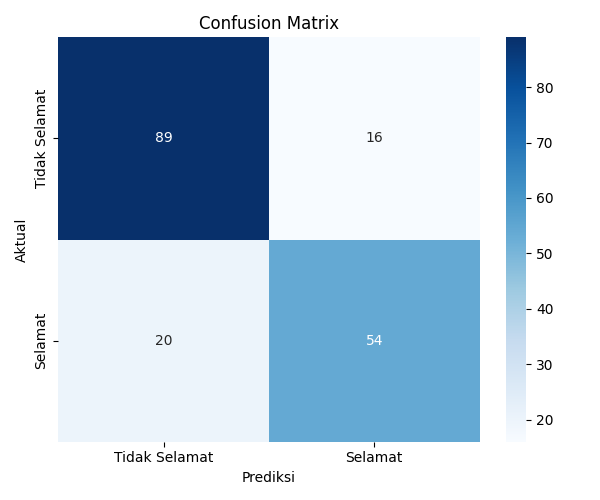 Confusion Matrix
Aktual
Tidak Selamat
89
16
Selamat
20
54
Tidak Selamat
Selamat
Prediksi
80
70
60
50
40
30
20